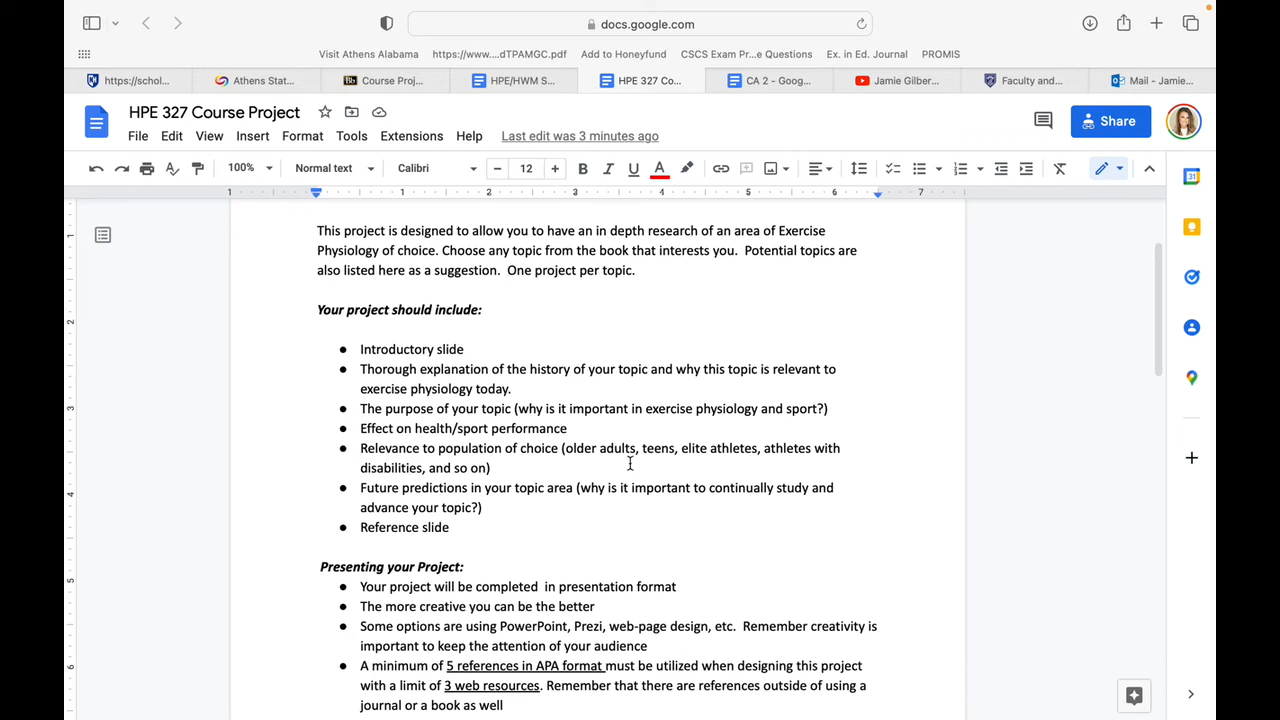 docs.google.com
Visit Athens Alabama https://www....dTPAMGC.pdf Add to Honeyfund CSCS Exam Pr...e Questions Ex. in Ed. Journal PROMIS
https://schol... Athens Stat... Course Proj... HPE/HWM S... HPE 327 Co... CA 2 - Goog... Jamie Gilber... Faculty and... Mail - Jamie...
HPE 327 Course Project
Share
File Edit View Insert Format Tools Extensions Help Last edit was 3 minutes ago
100% Normal text Calibri 12 B I U A
1 1 2 3 4 5 6 7
This project is designed to allow you to have an in depth research of an area of Exercise
Physiology of choice. Choose any topic from the book that interests you. Potential topics are
also listed here as a suggestion. One project per topic.
Your project should include:
● Introductory slide
● Thorough explanation of the history of your topic and why this topic is relevant to
exercise physiology today.
● The purpose of your topic (why is it important in exercise physiology and sport?)
● Effect on health/sport performance
● Relevance to population of choice (older adults, teens, elite athletes, athletes with
disabilities, and so on)
● Future predictions in your topic area (why is it important to continually study and
advance your topic?)
● Reference slide
Presenting your Project:
● Your project will be completed in presentation format
● The more creative you can be the better
● Some options are using PowerPoint, Prezi, web-page design, etc. Remember creativity is
important to keep the attention of your audience
● A minimum of 5 references in APA format must be utilized when designing this project
with a limit of 3 web resources. Remember that there are references outside of using a
journal or a book as well